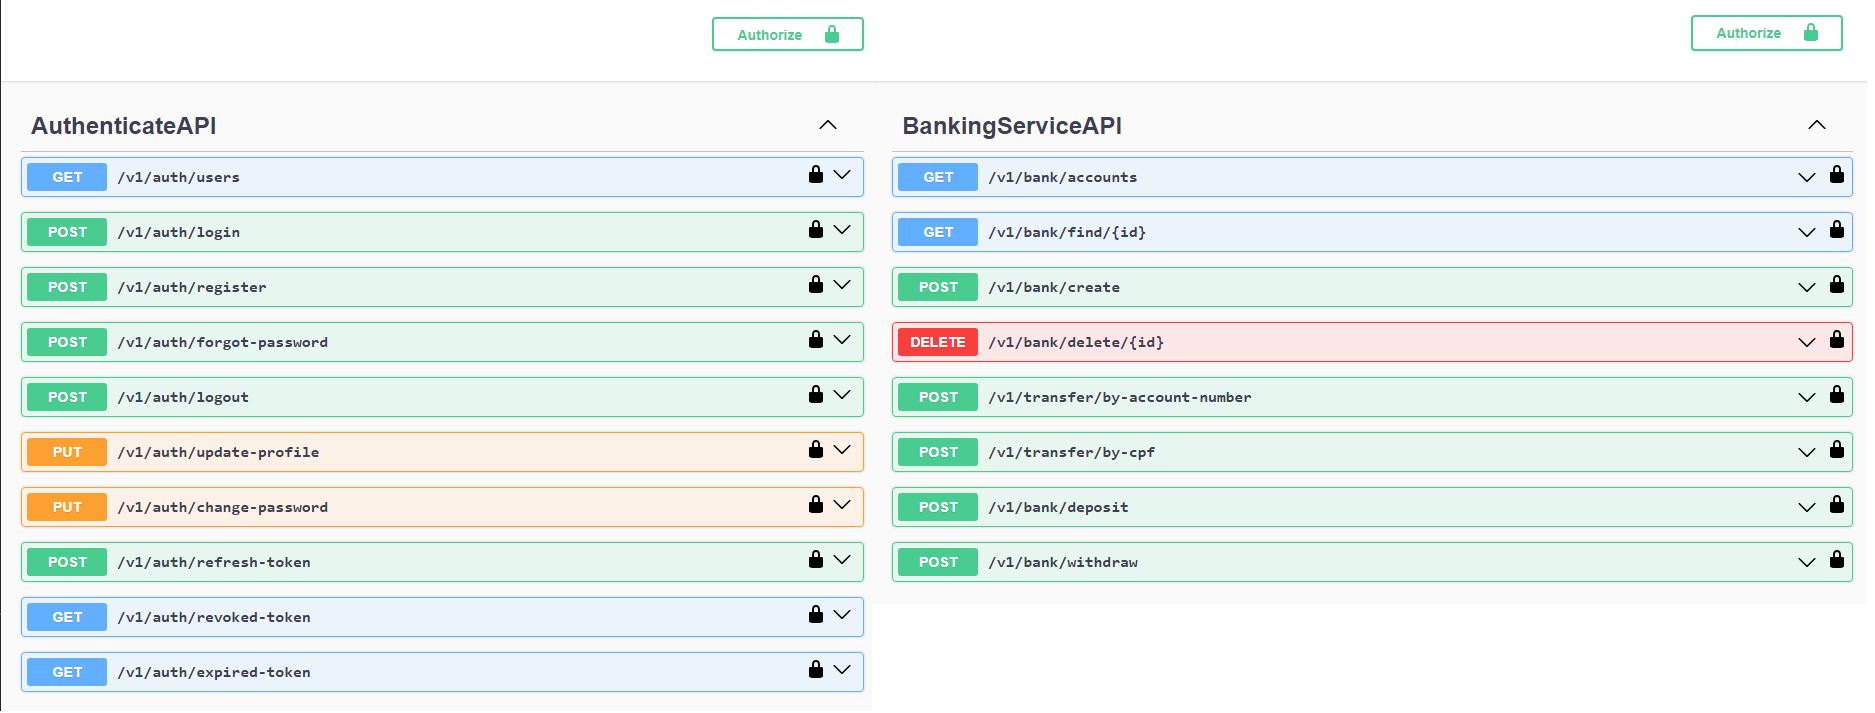 Authorize
AuthenticateAPI
GET /v1/auth/users
POST /v1/auth/login
POST /v1/auth/register
POST /v1/auth/forgot-password
POST /v1/auth/logout
PUT /v1/auth/update-profile
PUT /v1/auth/change-password
POST /v1/auth/refresh-token
GET /v1/auth/revoked-token
GET /v1/auth/expired-token
Authorize
BankingServiceAPI
GET /v1/bank/accounts
GET /v1/bank/find/{id}
POST /v1/bank/create
DELETE /v1/bank/delete/{id}
POST /v1/transfer/by-account-number
POST /v1/transfer/by-cpf
POST /v1/bank/deposit
POST /v1/bank/withdraw